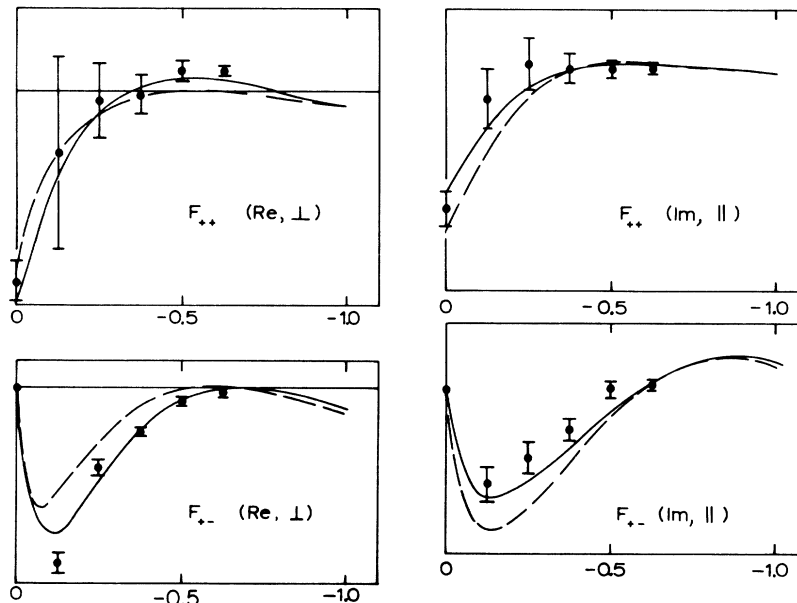 F++ (Re, ⊥)
0 -0.5 -1.0
F++ (Im, ||)
0 -0.5 -1.0
F+- (Re, ⊥)
0 -0.5 -1.0
F+- (Im, ||)
0 -0.5 -1.0